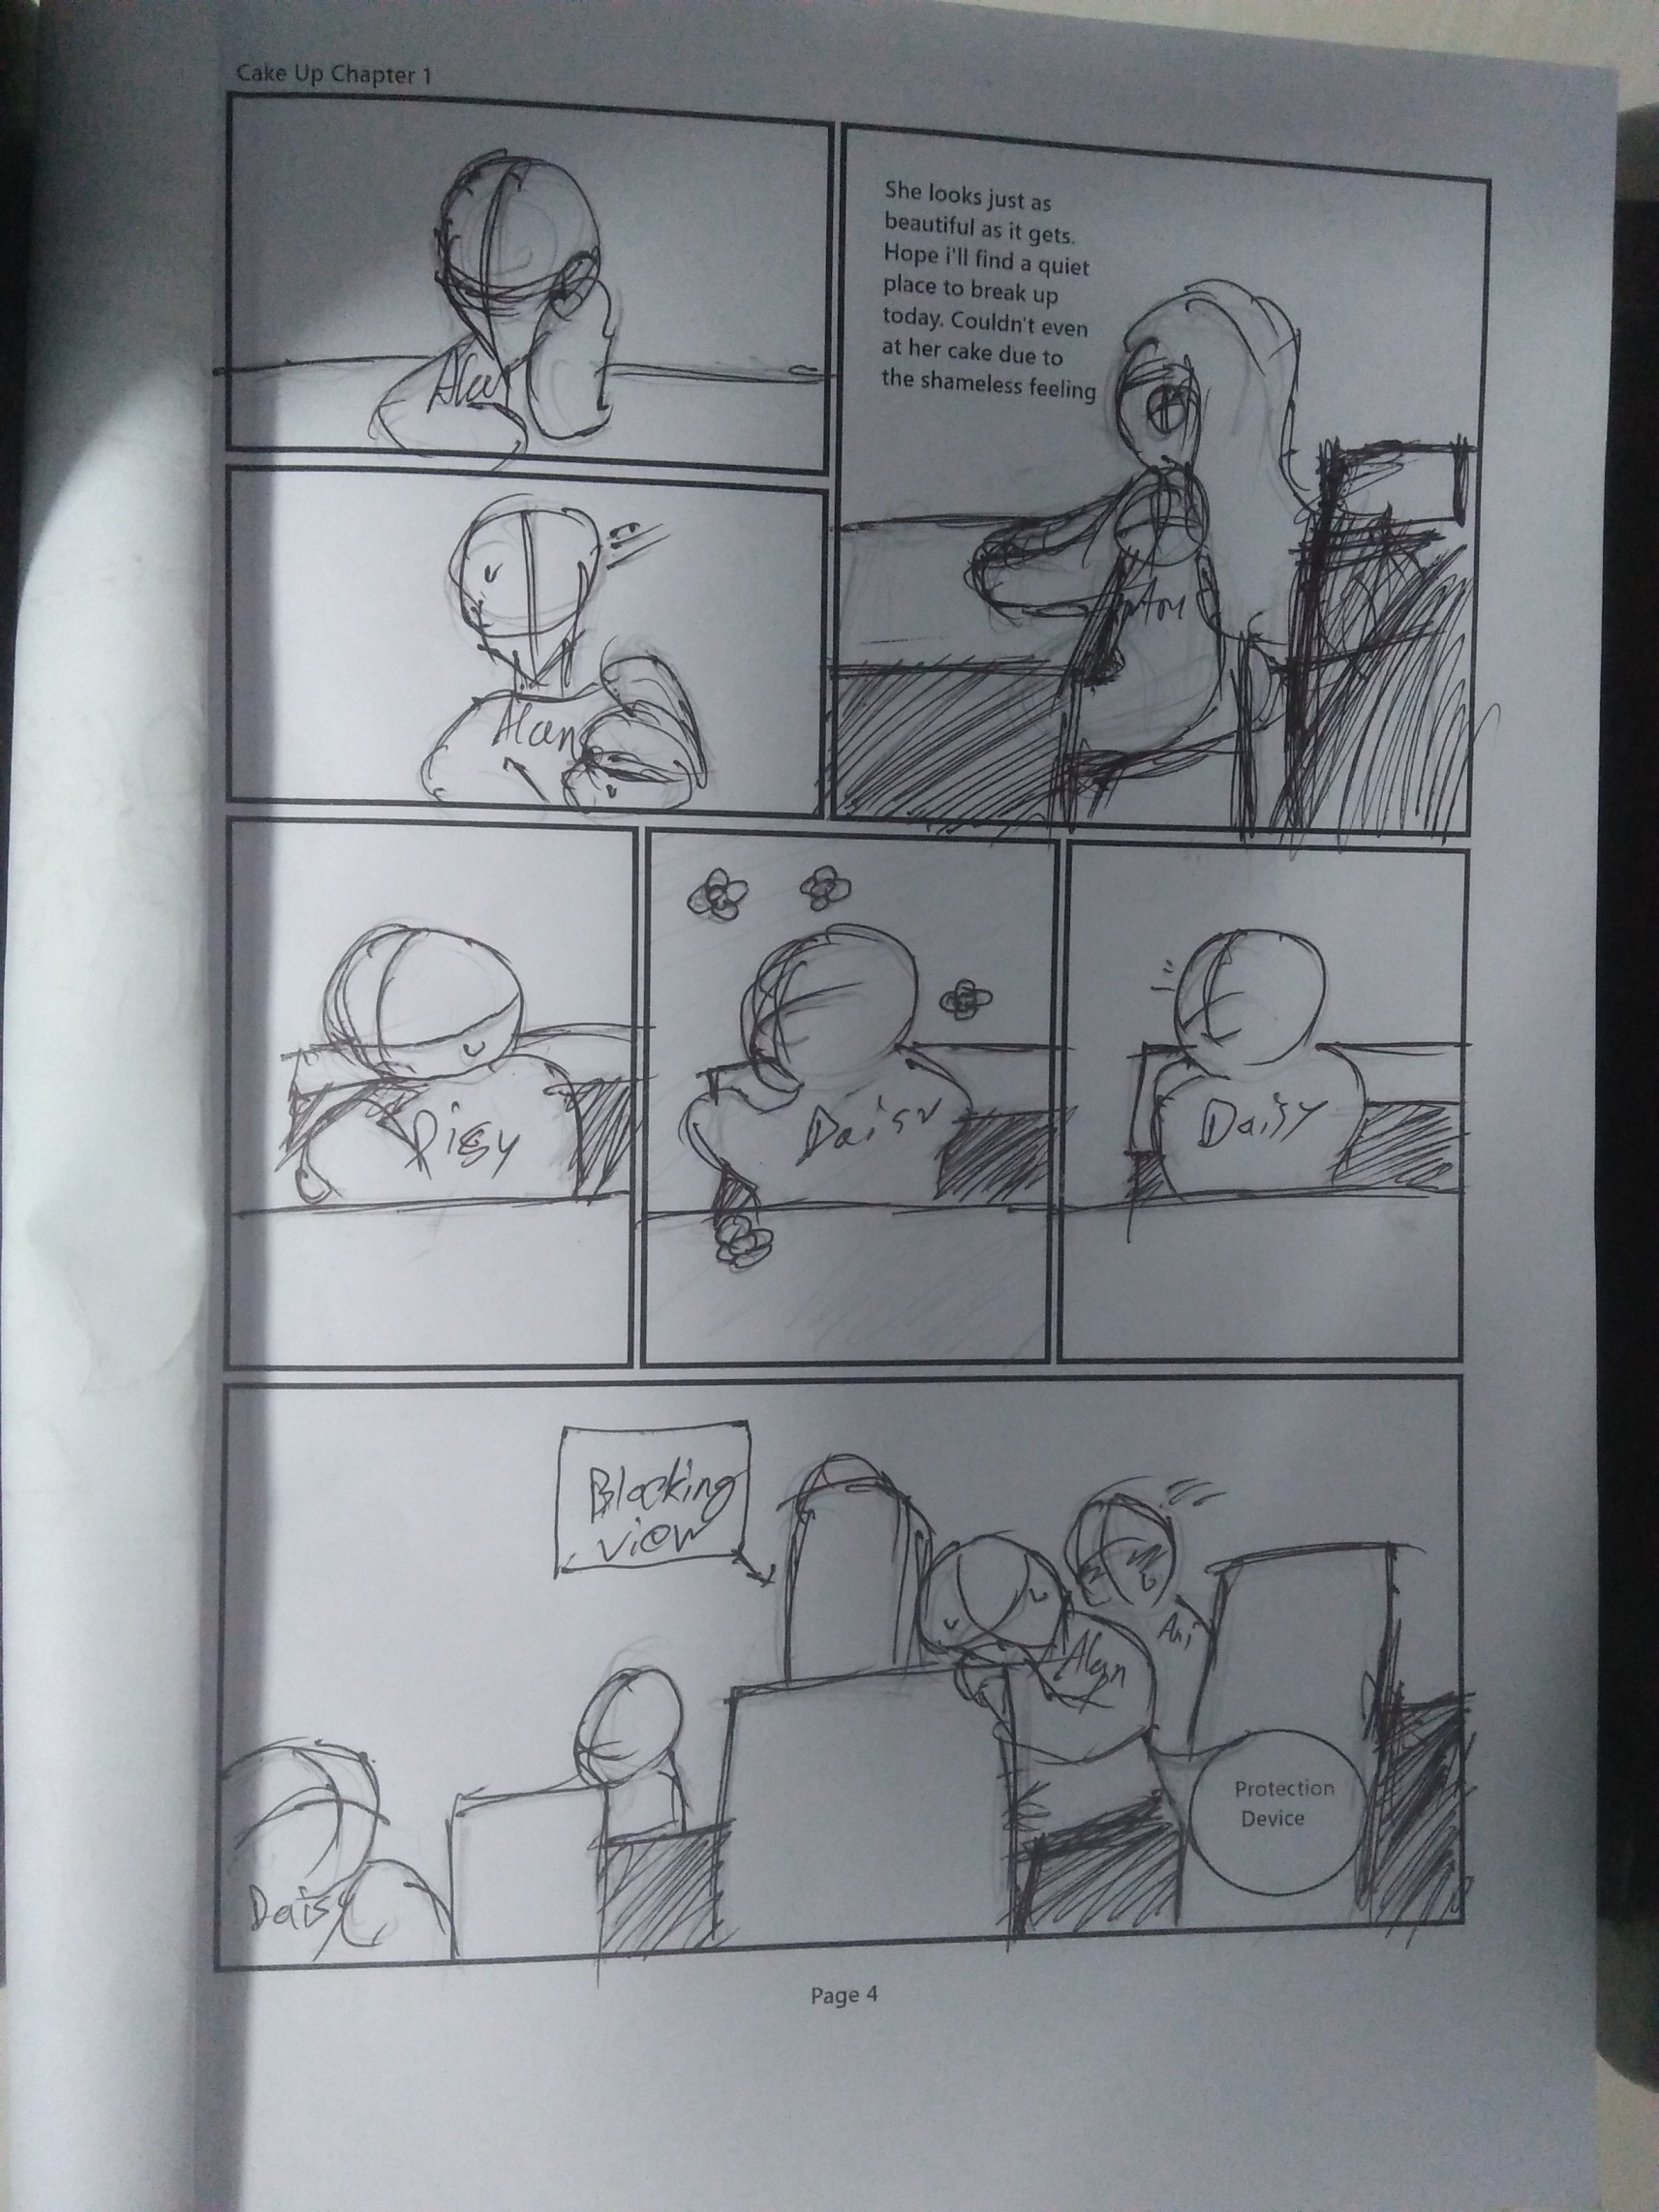 Cake Up Chapter 1
She looks just as
beautiful as it gets.
Hope i'll find a quiet
place to break up
today. Couldn't even
at her cake due to
the shameless feeling
Alan
Daisy
Daisy
Blocking
view
Ani
Alan
Protection
Device
Daisy
Page 4